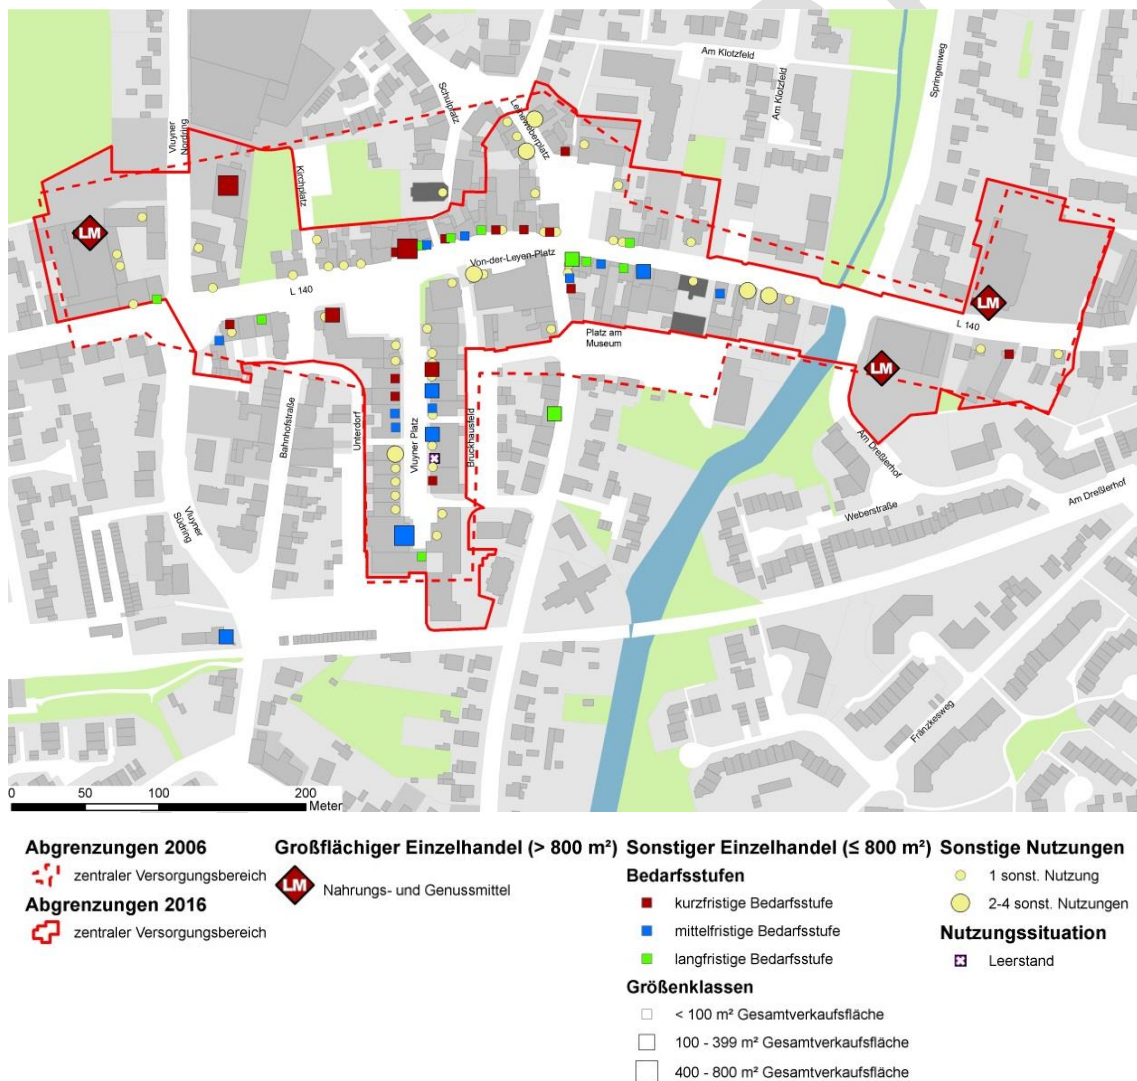 Am Klotzfeld
Springenweg
Am Klotzfeld
Schulplatz
Leineweberplatz
Vluyner
Nordring
Kirchplatz
LM
Von-der-Leyen-Platz
L 140
LM
L 140
Platz am
Museum
LM
Unterdorf
Vluyner Platz
Bruckhausfeld
Bahnhofstraße
Am Dreßlerhof
Am Dreßlerhof
Weberstraße
Vluyner
Südring
Fränzkesweg
0 50 100 200
Meter
Abgrenzungen 2006
zentraler Versorgungsbereich
Abgrenzungen 2016
zentraler Versorgungsbereich
Großflächiger Einzelhandel (> 800 m²)
LM Nahrungs- und Genussmittel
Sonstiger Einzelhandel (≤ 800 m²)
Bedarfsstufen
kurzfristige Bedarfsstufe
mittelfristige Bedarfsstufe
langfristige Bedarfsstufe
Größenklassen
< 100 m² Gesamtverkaufsfläche
100 - 399 m² Gesamtverkaufsfläche
400 - 800 m² Gesamtverkaufsfläche
Sonstige Nutzungen
1 sonst. Nutzung
2-4 sonst. Nutzungen
Nutzungssituation
Leerstand